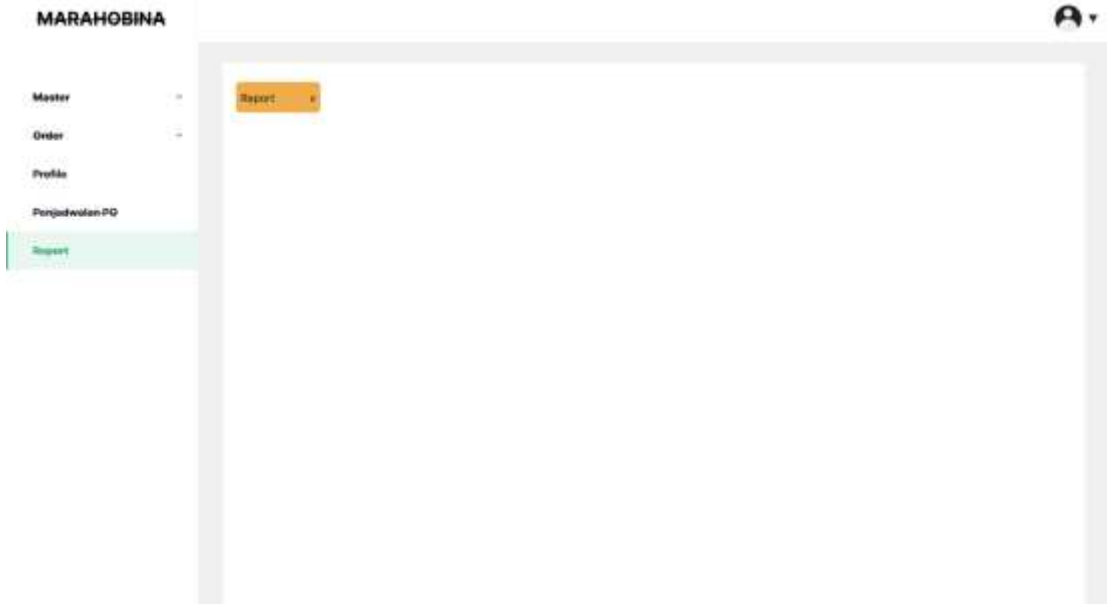 MARAHOBINA
Master
Order
Profile
Penjadwalan PO
Report
Report